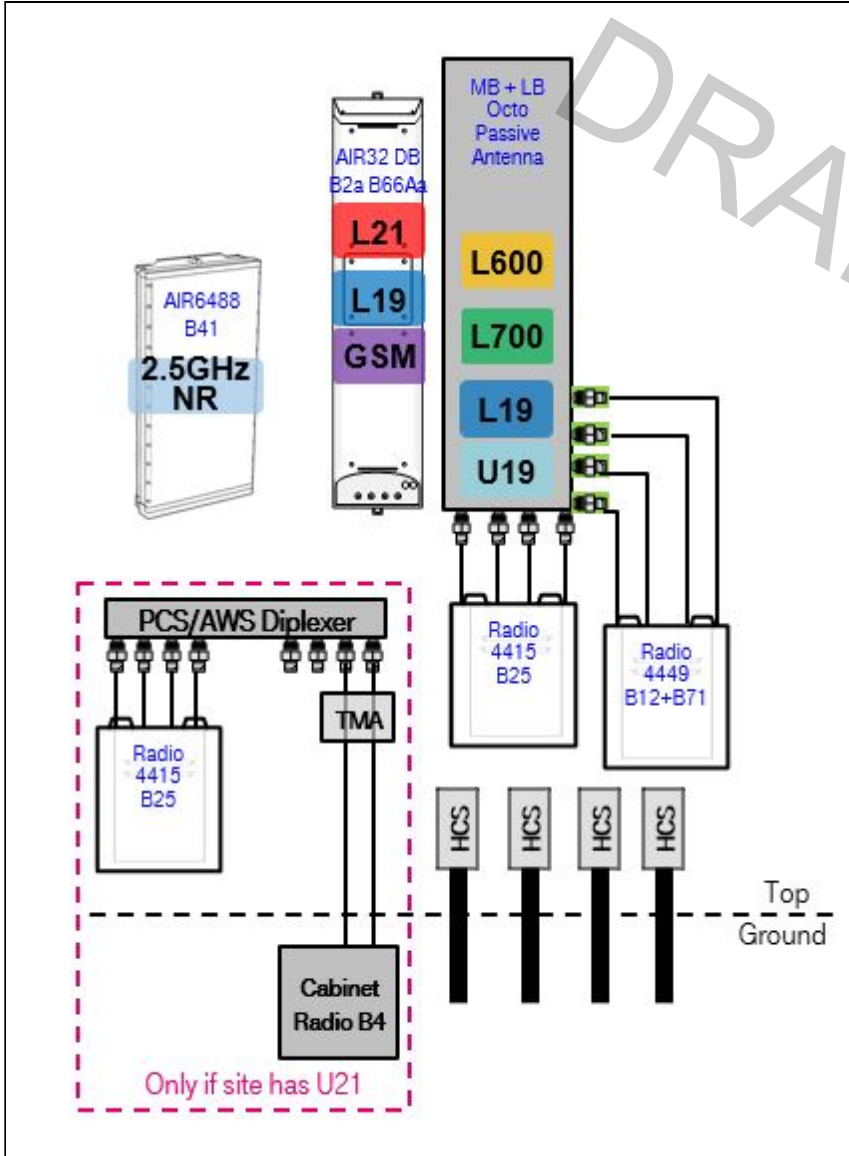 DRA
MB + LB
Octo
Passive
Antenna
AIR32 DB
B2a B66Aa
L21
L19
GSM
L600
L700
L19
U19
AIR6488
B41
2.5GHz
NR
PCS/AWS Diplexer
TMA
Radio
4415
B25
Radio
4415
B25
Radio
4449
B12+B71
HCS
HCS
HCS
HCS
Top
Ground
Cabinet
Radio B4
Only if site has U21